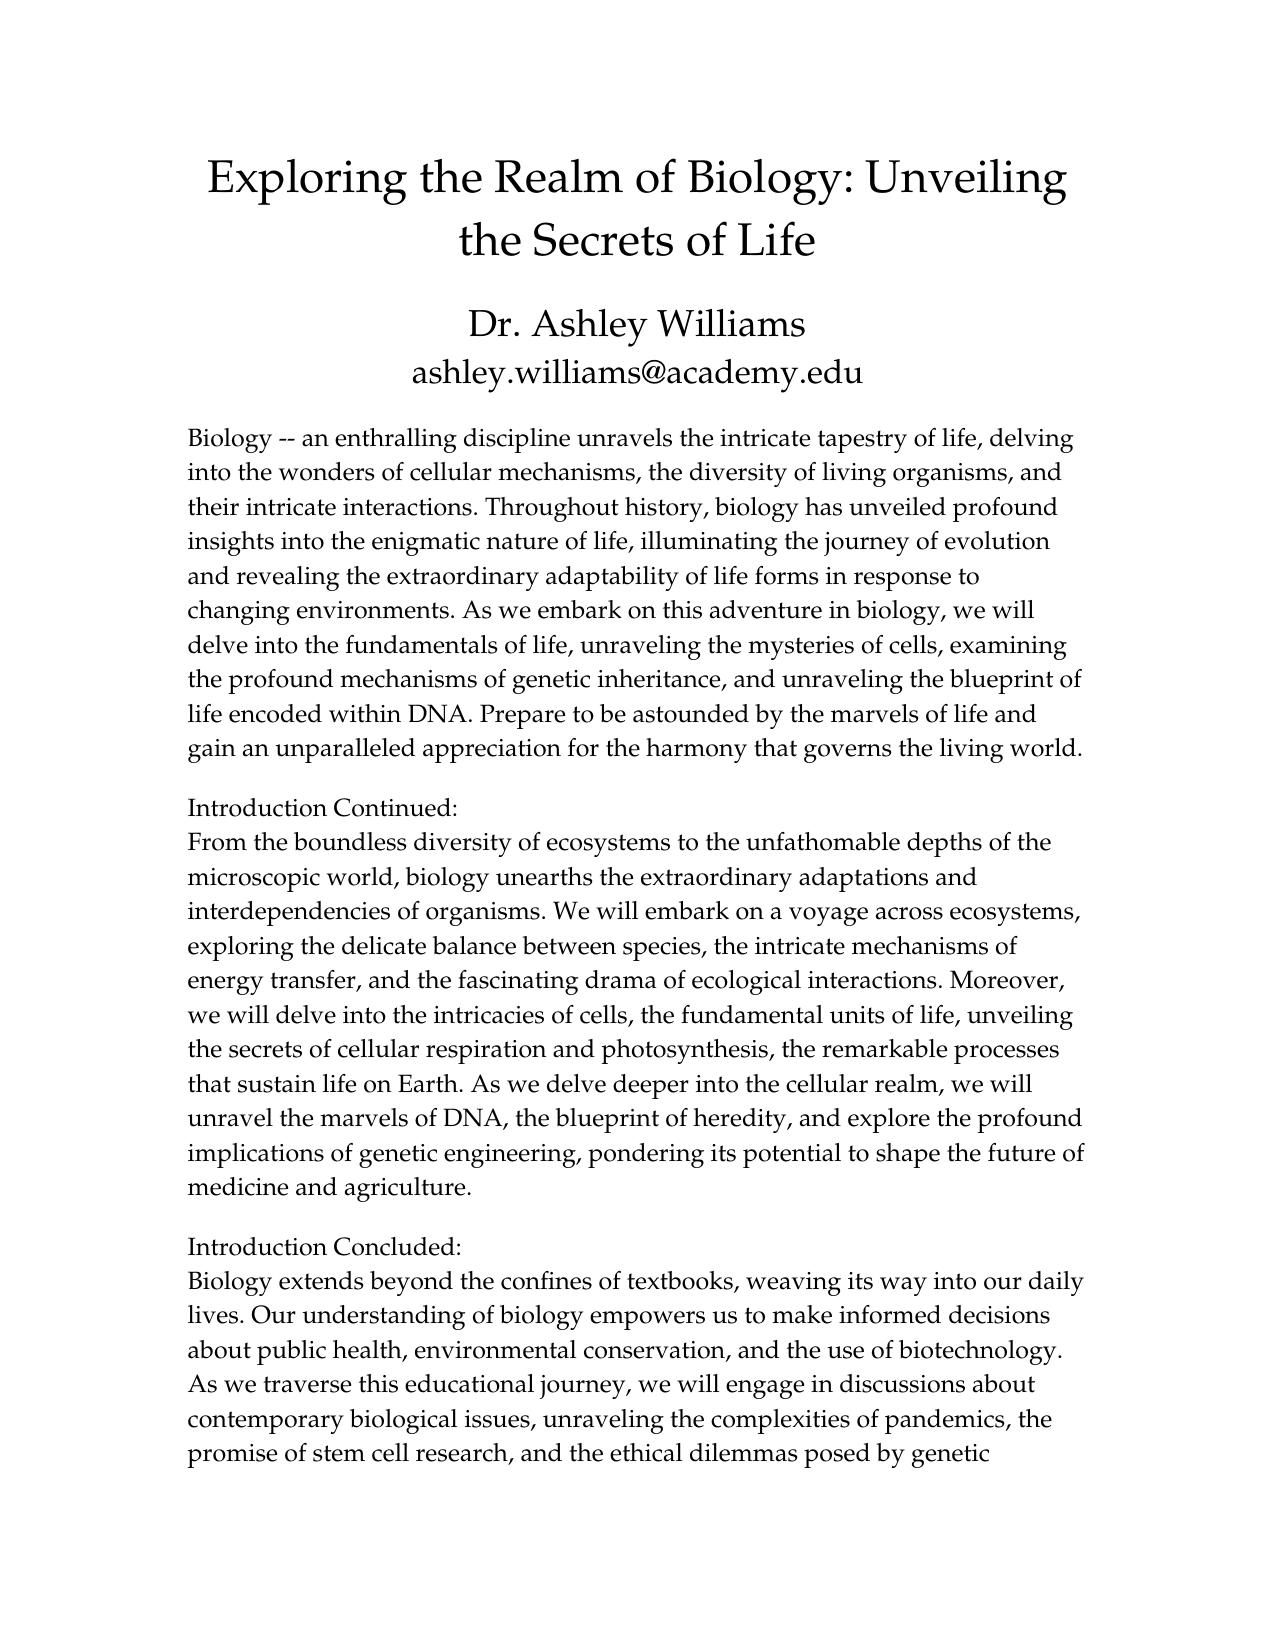 Exploring the Realm of Biology: Unveiling
the Secrets of Life
Dr. Ashley Williams
ashley.williams@academy.edu
Biology -- an enthralling discipline unravels the intricate tapestry of life, delving
into the wonders of cellular mechanisms, the diversity of living organisms, and
their intricate interactions. Throughout history, biology has unveiled profound
insights into the enigmatic nature of life, illuminating the journey of evolution
and revealing the extraordinary adaptability of life forms in response to
changing environments. As we embark on this adventure in biology, we will
delve into the fundamentals of life, unraveling the mysteries of cells, examining
the profound mechanisms of genetic inheritance, and unraveling the blueprint of
life encoded within DNA. Prepare to be astounded by the marvels of life and
gain an unparalleled appreciation for the harmony that governs the living world.
Introduction Continued:
From the boundless diversity of ecosystems to the unfathomable depths of the
microscopic world, biology unearths the extraordinary adaptations and
interdependencies of organisms. We will embark on a voyage across ecosystems,
exploring the delicate balance between species, the intricate mechanisms of
energy transfer, and the fascinating drama of ecological interactions. Moreover,
we will delve into the intricacies of cells, the fundamental units of life, unveiling
the secrets of cellular respiration and photosynthesis, the remarkable processes
that sustain life on Earth. As we delve deeper into the cellular realm, we will
unravel the marvels of DNA, the blueprint of heredity, and explore the profound
implications of genetic engineering, pondering its potential to shape the future of
medicine and agriculture.
Introduction Concluded:
Biology extends beyond the confines of textbooks, weaving its way into our daily
lives. Our understanding of biology empowers us to make informed decisions
about public health, environmental conservation, and the use of biotechnology.
As we traverse this educational journey, we will engage in discussions about
contemporary biological issues, unraveling the complexities of pandemics, the
promise of stem cell research, and the ethical dilemmas posed by genetic